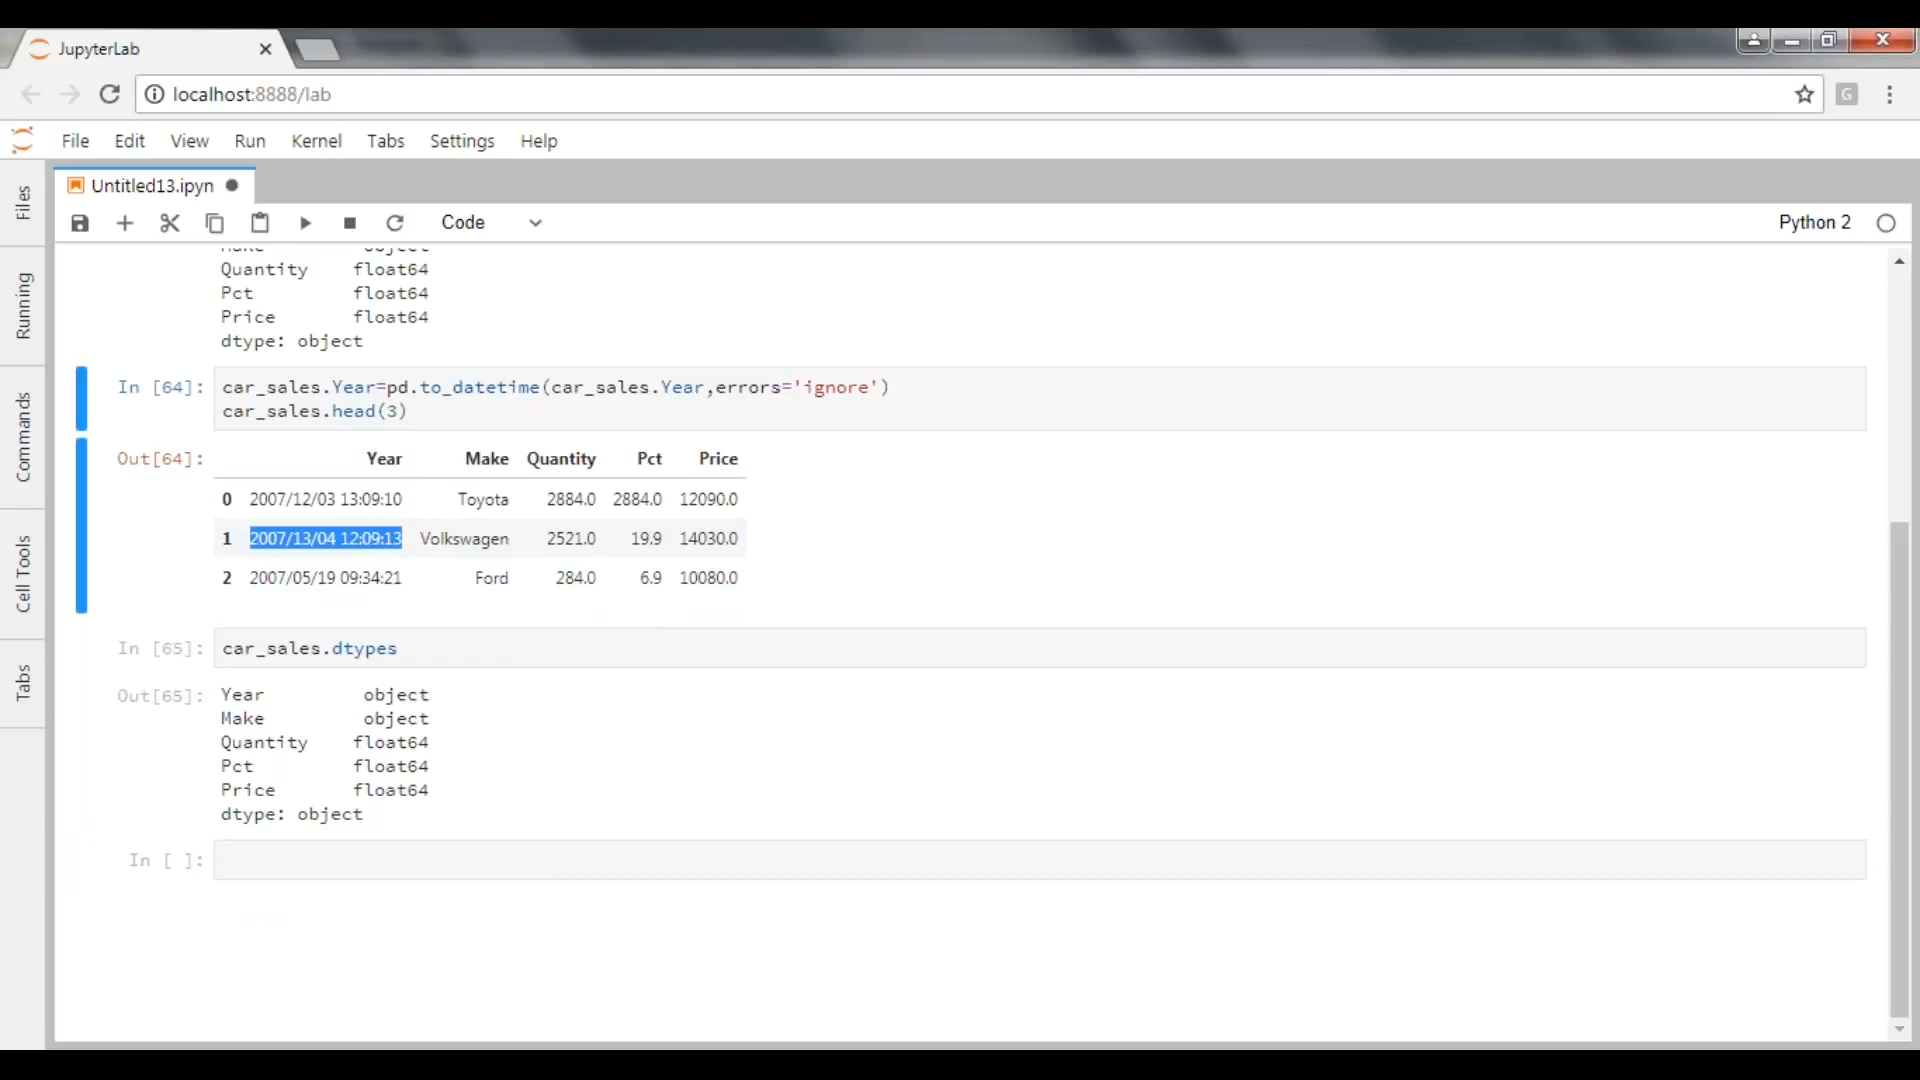 JupyterLab
localhost:8888/lab
G
File Edit View Run Kernel Tabs Settings Help
Untitled13.ipyn
Code
Python 2
Files
Running
Commands
Cell Tools
Tabs
Quantity float64
Pct float64
Price float64
dtype: object
In [64]: car_sales.Year=pd.to_datetime(car_sales.Year,errors='ignore')
car_sales.head(3)
Out[64]: Year Make Quantity Pct Price
0 2007/12/03 13:09:10 Toyota 2884.0 2884.0 12090.0
1 2007/13/04 12:09:13 Volkswagen 2521.0 19.9 14030.0
2 2007/05/19 09:34:21 Ford 284.0 6.9 10080.0
In [65]: car_sales.dtypes
Out[65]: Year object
Make object
Quantity float64
Pct float64
Price float64
dtype: object
In [ ]: